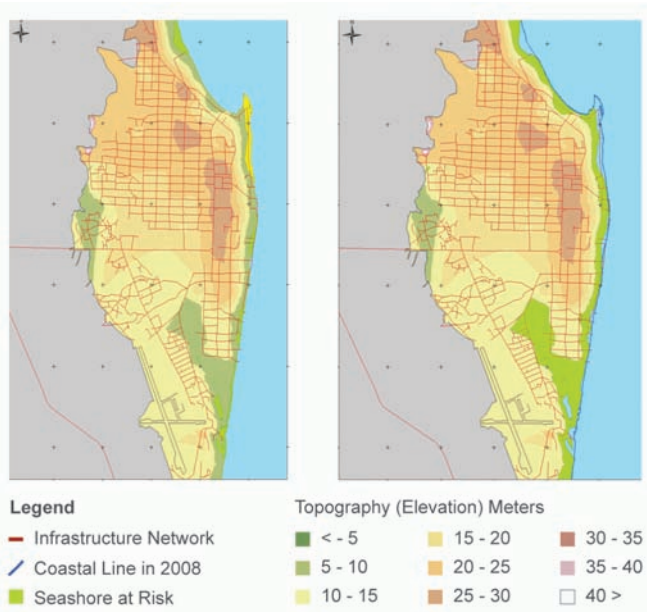 Legend
Infrastructure Network
Coastal Line in 2008
Seashore at Risk
Topography (Elevation) Meters
< - 5
5 - 10
10 - 15
15 - 20
20 - 25
25 - 30
30 - 35
35 - 40
40 >